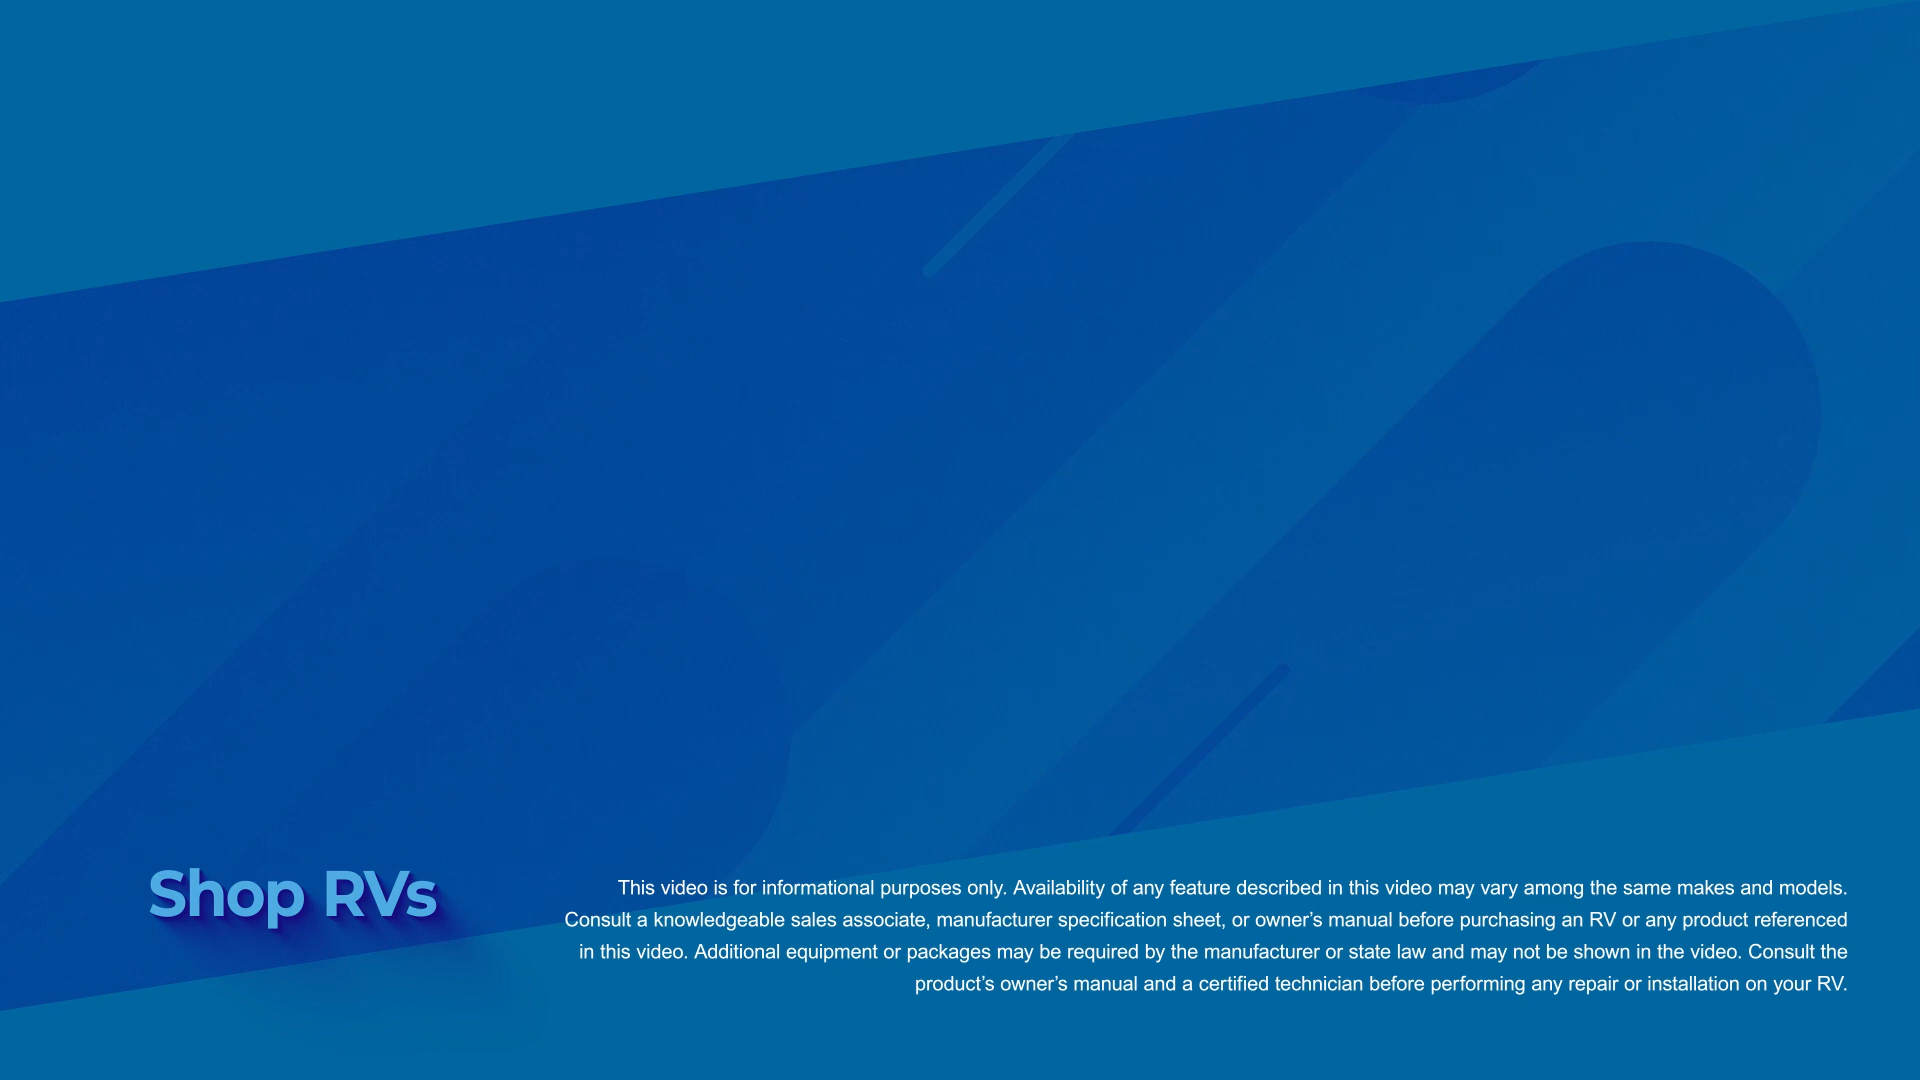 Shop RVs
This video is for informational purposes only. Availability of any feature described in this video may vary among the same makes and models.
Consult a knowledgeable sales associate, manufacturer specification sheet, or owner’s manual before purchasing an RV or any product referenced
in this video. Additional equipment or packages may be required by the manufacturer or state law and may not be shown in the video. Consult the
product’s owner’s manual and a certified technician before performing any repair or installation on your RV.